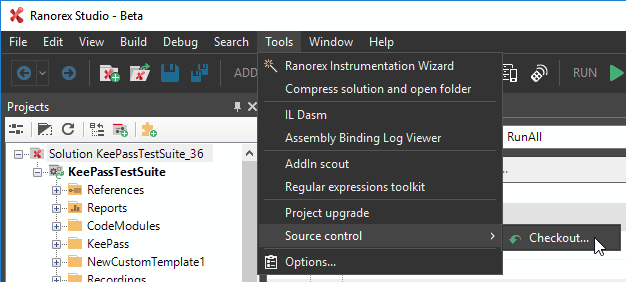 Ranorex Studio - Beta
File View Build Debug Search Tools Window Help
ADD
RUN
Projects
Ranorex Instrumentation Wizard
Compress solution and open folder
IL Dasm
Assembly Binding Log Viewer
AddIn scout
Regular expressions toolkit
Project upgrade
Source control
Options...
Checkout...
RunAll
...
Solution KeePassTestSuite_36
KeePassTestSuite
References
Reports
CodeModules
KeePass
NewCustomTemplate1
Recordings